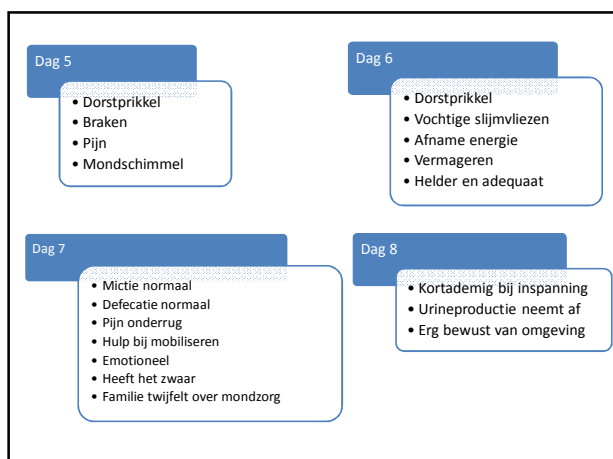 Dag 5
• Dorstprikkel
• Braken
• Pijn
• Mondschimmel
Dag 6
• Dorstprikkel
• Vochtige slijmvliezen
• Afname energie
• Vermageren
• Helder en adequaat
Dag 7
• Mictie normaal
• Defecatie normaal
• Pijn onderrug
• Hulp bij mobiliseren
• Emotioneel
• Heeft het zwaar
• Familie twijfelt over mondzorg
Dag 8
• Kortademig bij inspanning
• Urineproductie neemt af
• Erg bewust van omgeving